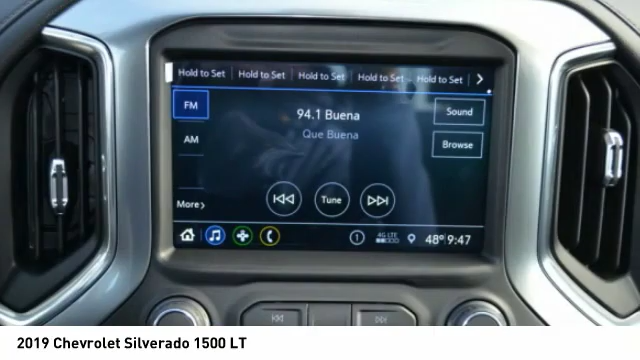 Hold to Set Hold to Set Hold to Set Hold to Set Hold to Set
FM
94.1 Buena
Sound
Que Buena
AM
Browse
More
Tune
1 4G LTE 48° 9:47
2019 Chevrolet Silverado 1500 LT